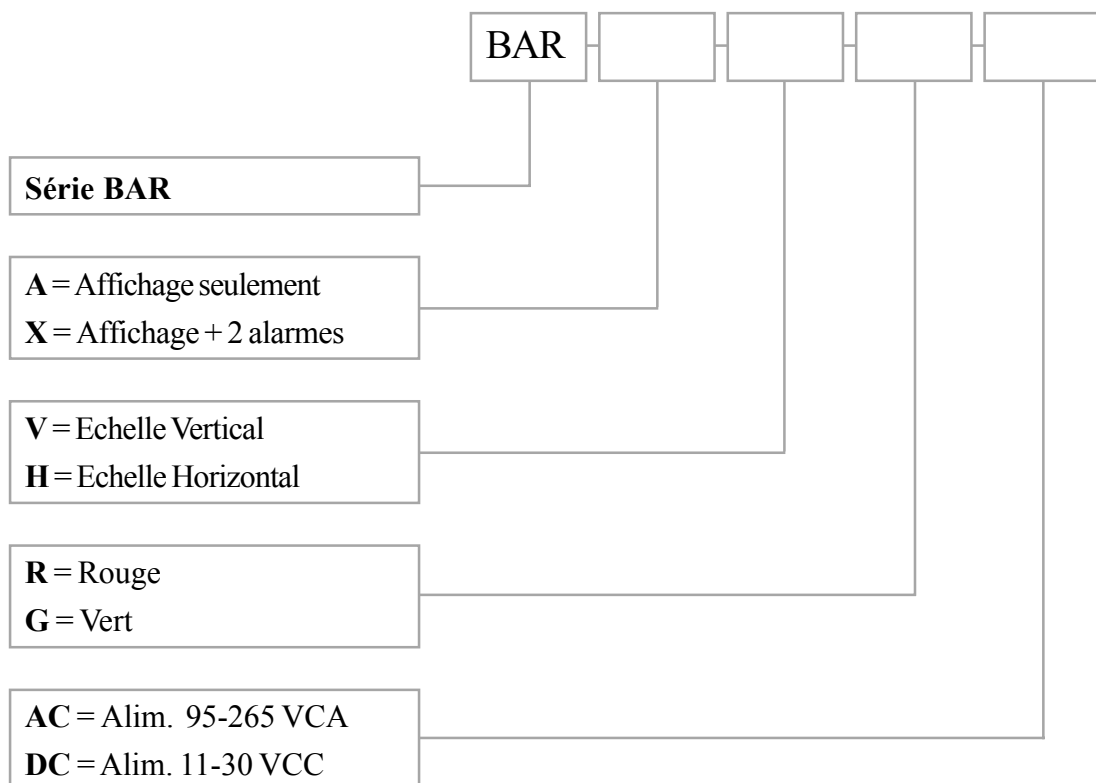 BAR
Série BAR
A = Affichage seulement
X = Affichage + 2 alarmes
V = Echelle Vertical
H = Echelle Horizontal
R = Rouge
G = Vert
AC = Alim. 95-265 VCA
DC = Alim. 11-30 VCC